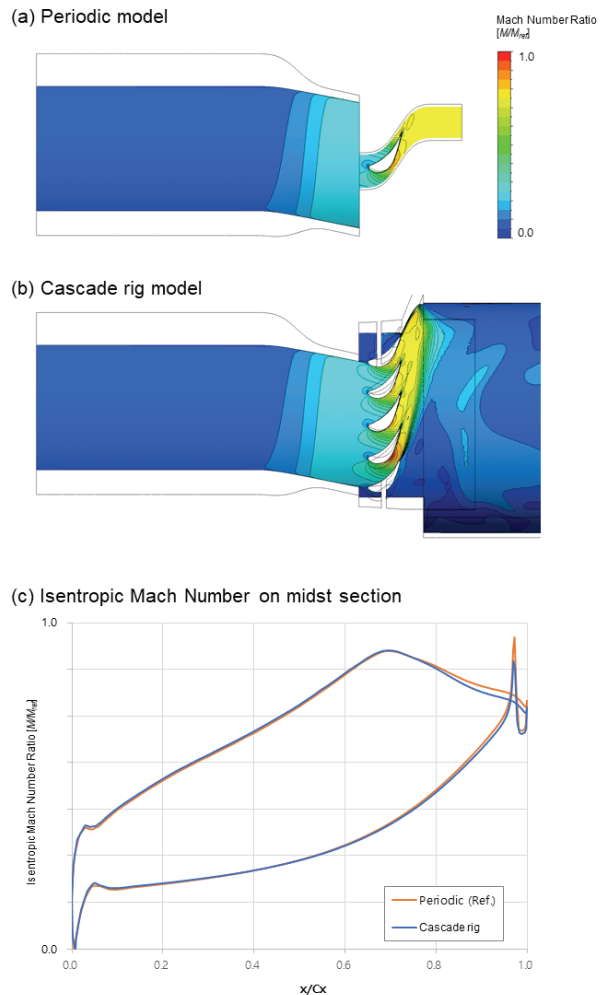 (a) Periodic model
Mach Number Ratio
[M/Mref]
1.0
0.0
(b) Cascade rig model
(c) Isentropic Mach Number on midst section
1.0
Isentropic Mach Number Ratio [M/Mref]
0.0
Periodic (Ref.)
Cascade rig
0.0 0.2 0.4 0.6 0.8 1.0
x/Cx